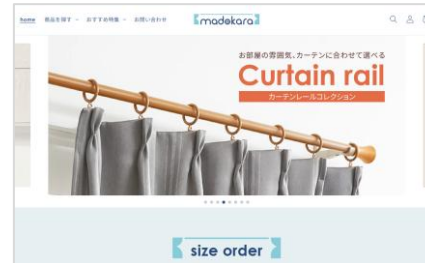 home 商品を探す おすすめ特集 お問い合わせ
madokara
お部屋の雰囲気、カーテンに合わせて選べる
Curtain rail
カーテンレールコレクション
size order